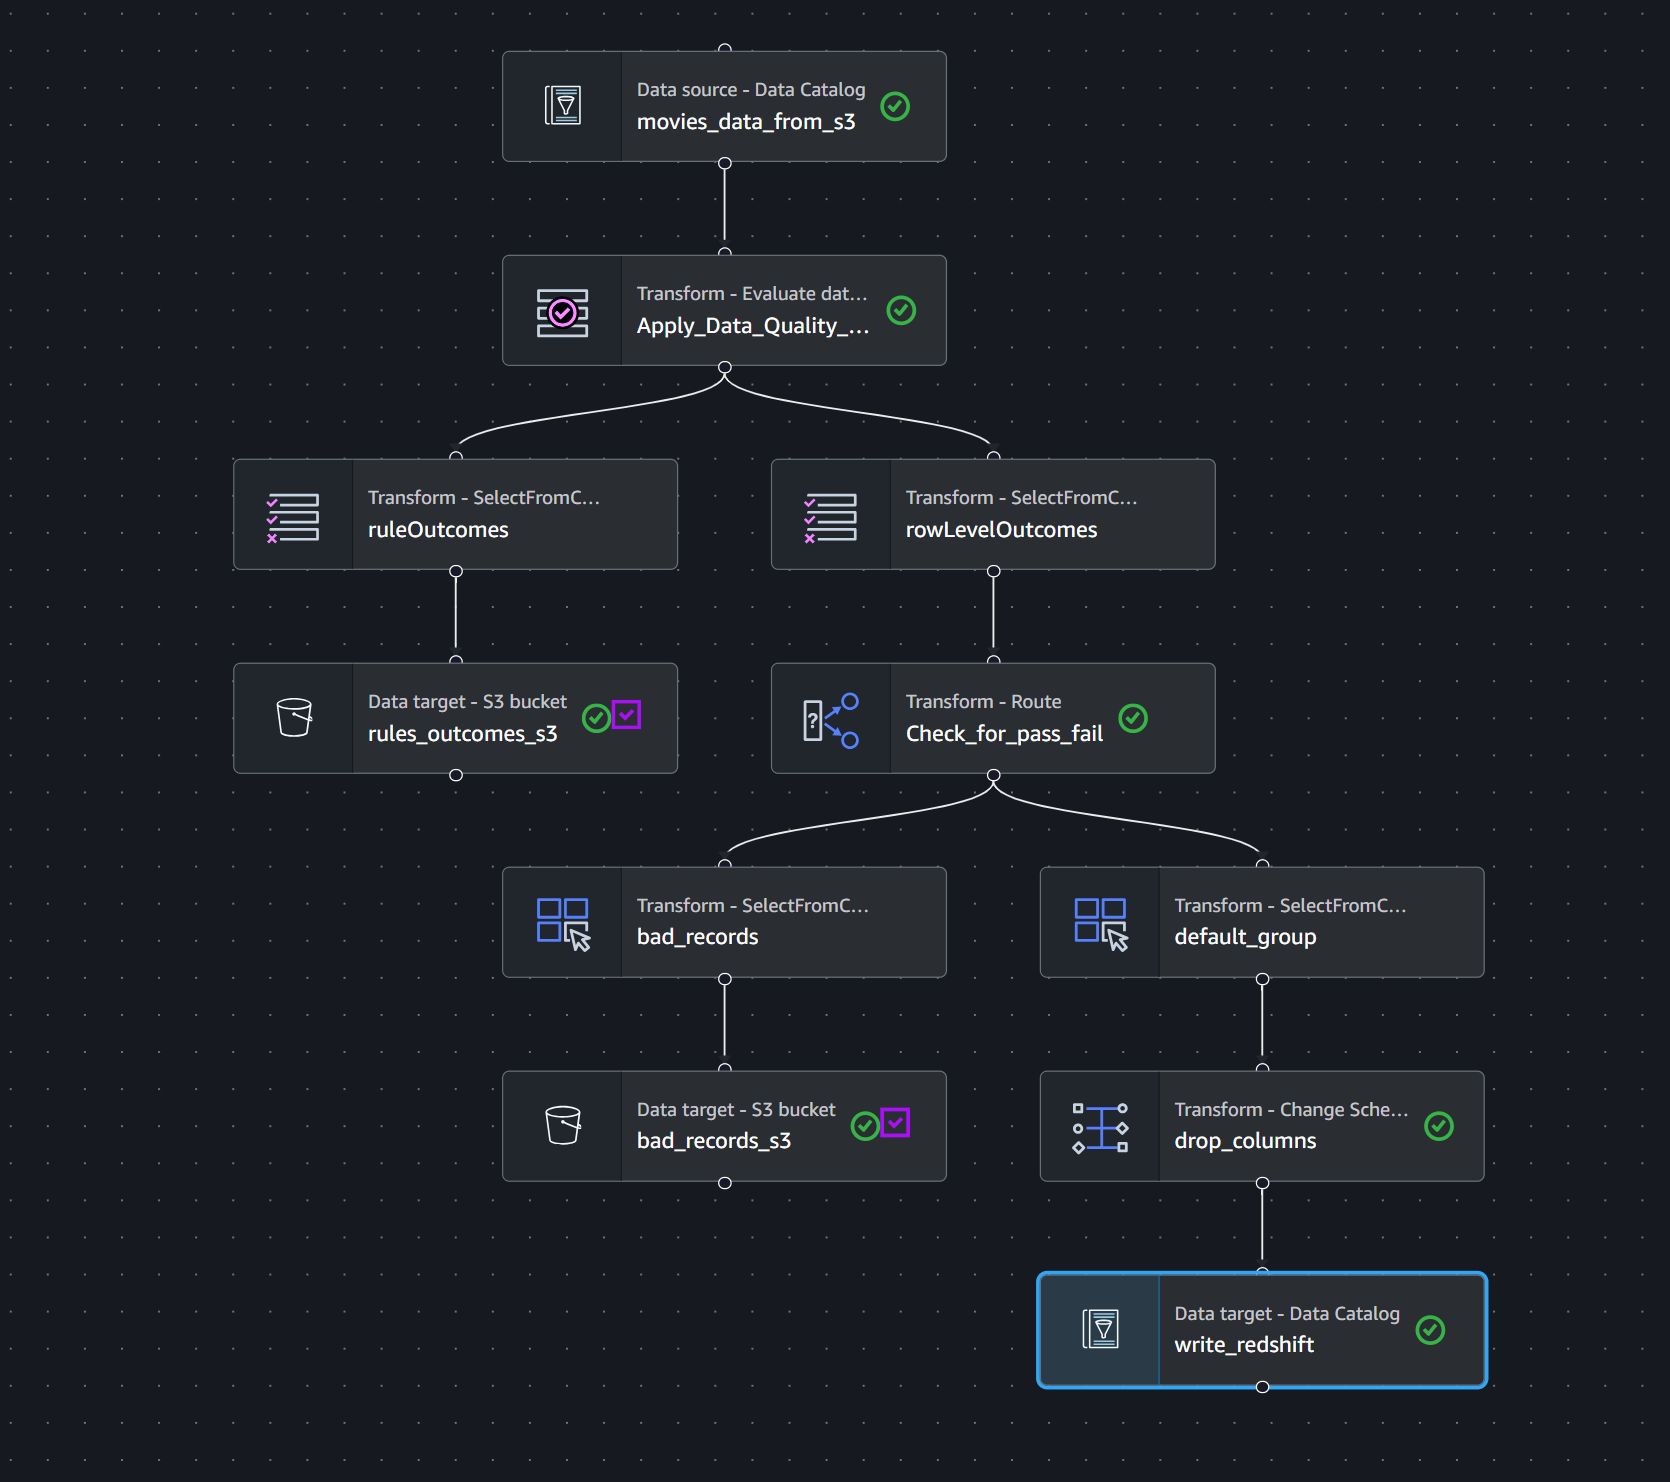 Data source - Data Catalog
movies_data_from_s3
Transform - Evaluate dat...
Apply_Data_Quality_...
Transform - SelectFromC...
ruleOutcomes
Transform - SelectFromC...
rowLevelOutcomes
Data target - S3 bucket
rules_outcomes_s3
?
Transform - Route
Check_for_pass_fail
Transform - SelectFromC...
bad_records
Transform - SelectFromC...
default_group
Data target - S3 bucket
bad_records_s3
Transform - Change Sche...
drop_columns
Data target - Data Catalog
write_redshift